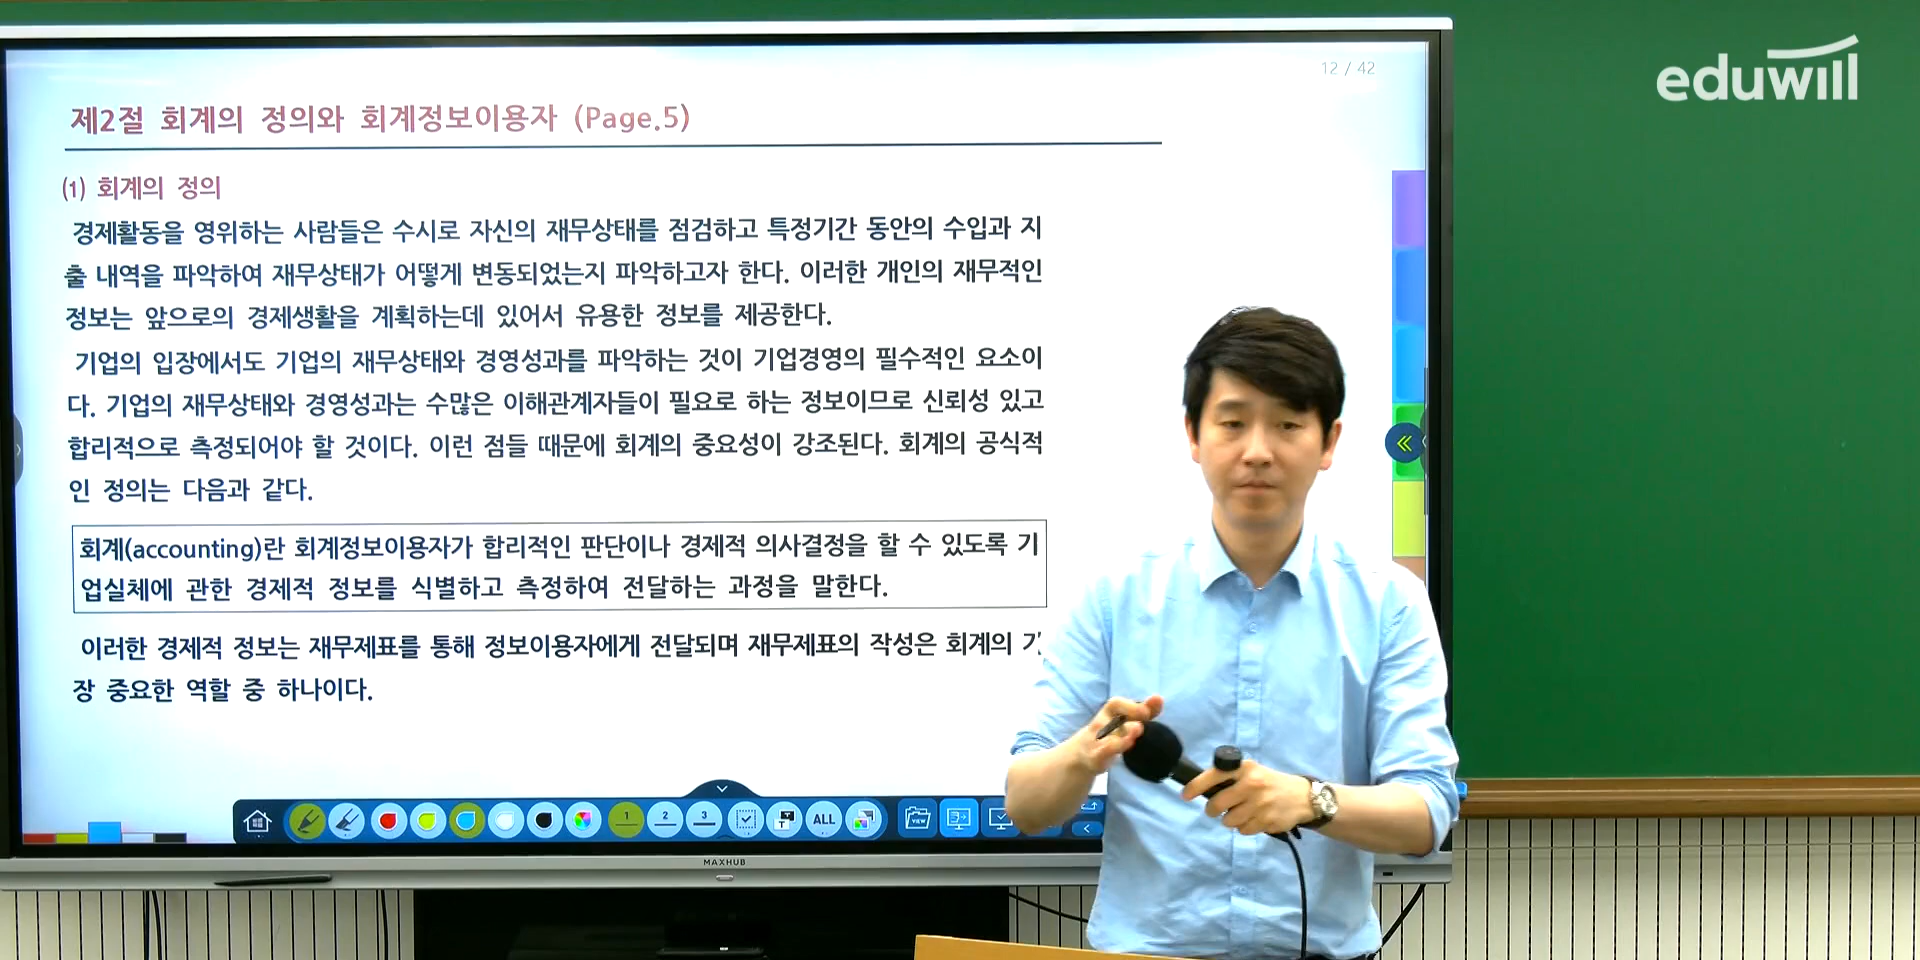 eduwill
12 / 42
제2절 회계의 정의와 회계정보이용자 (Page.5)
(1) 회계의 정의
경제활동을 영위하는 사람들은 수시로 자신의 재무상태를 점검하고 특정기간 동안의 수입과 지
출 내역을 파악하여 재무상태가 어떻게 변동되었는지 파악하고자 한다. 이러한 개인의 재무적인
정보는 앞으로의 경제생활을 계획하는데 있어서 유용한 정보를 제공한다.
기업의 입장에서도 기업의 재무상태와 경영성과를 파악하는 것이 기업경영의 필수적인 요소이
다. 기업의 재무상태와 경영성과는 수많은 이해관계자들이 필요로 하는 정보이므로 신뢰성 있고
합리적으로 측정되어야 할 것이다. 이런 점들 때문에 회계의 중요성이 강조된다. 회계의 공식적
인 정의는 다음과 같다.
회계(accounting)란 회계정보이용자가 합리적인 판단이나 경제적 의사결정을 할 수 있도록 기
업실체에 관한 경제적 정보를 식별하고 측정하여 전달하는 과정을 말한다.
이러한 경제적 정보는 재무제표를 통해 정보이용자에게 전달되며 재무제표의 작성은 회계의
장 중요한 역할 중 하나이다.
1 2 3 ALL VIEW
MAXHUB